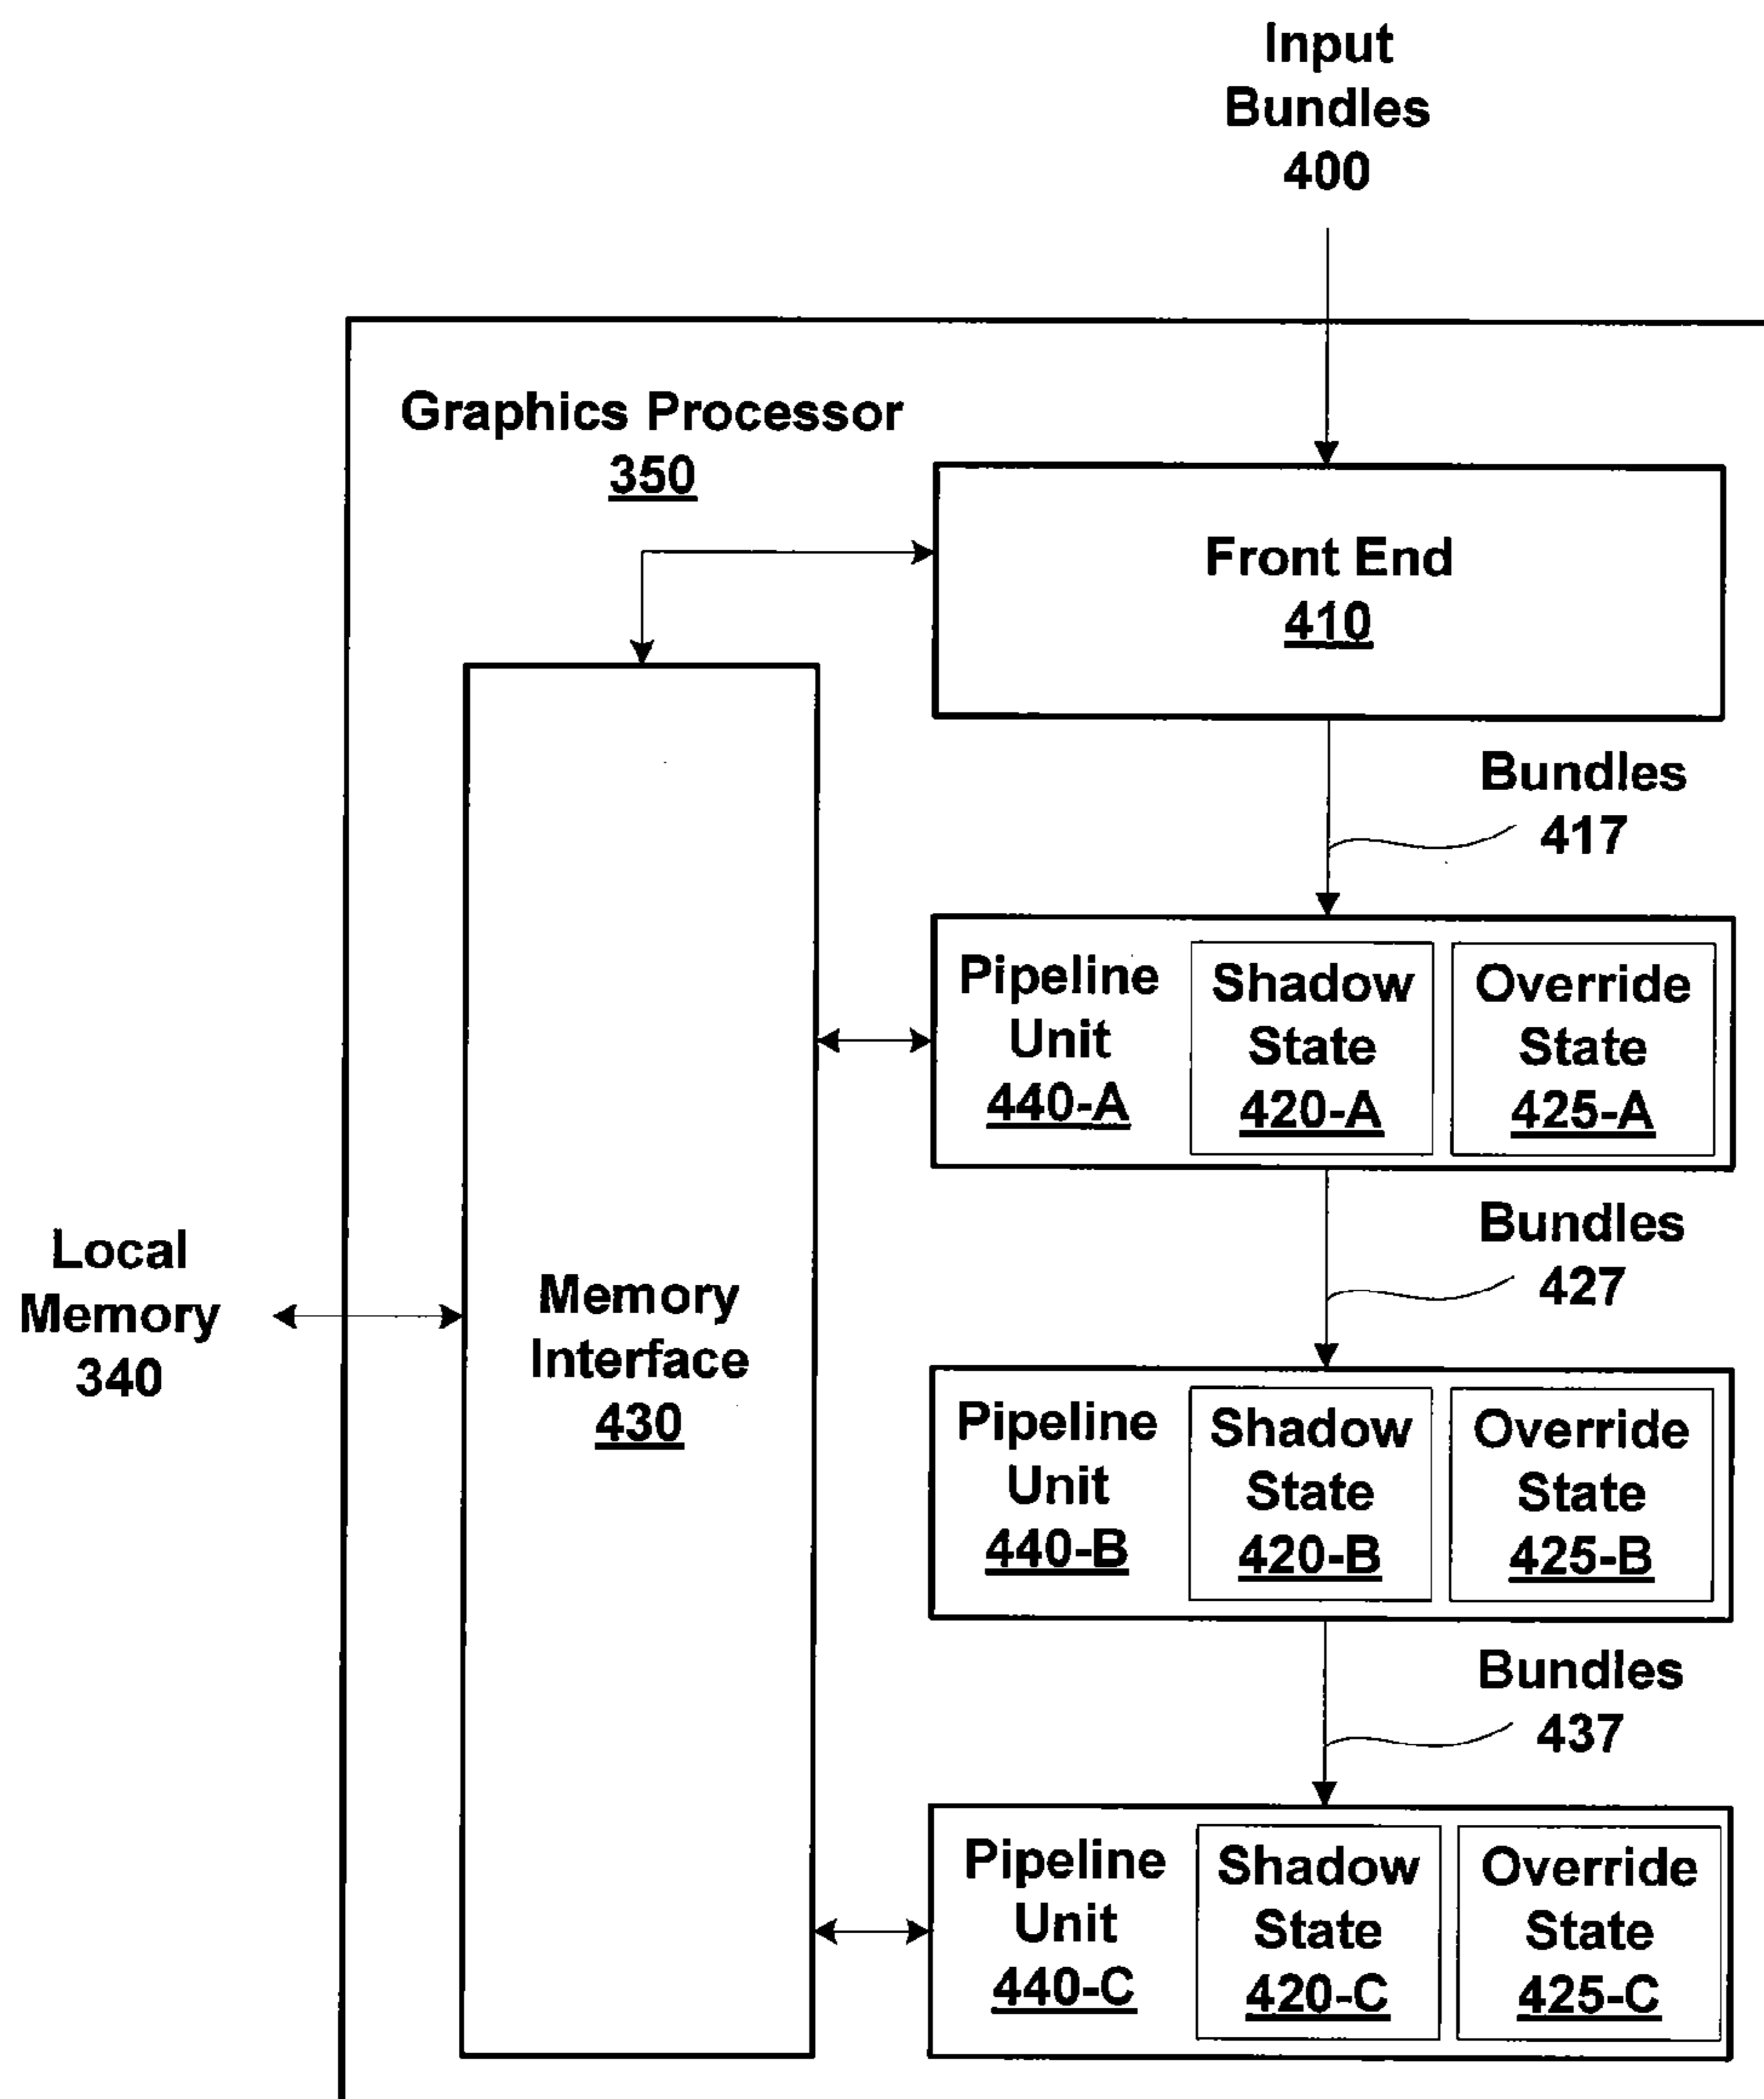 Input
Bundles
400
Graphics Processor
350
Front End
410
Bundles
417
Pipeline
Unit
440-A
Shadow
State
420-A
Override
State
425-A
Bundles
427
Local
Memory
340
Memory
Interface
430
Pipeline
Unit
440-B
Shadow
State
420-B
Override
State
425-B
Bundles
437
Pipeline
Unit
440-C
Shadow
State
420-C
Override
State
425-C